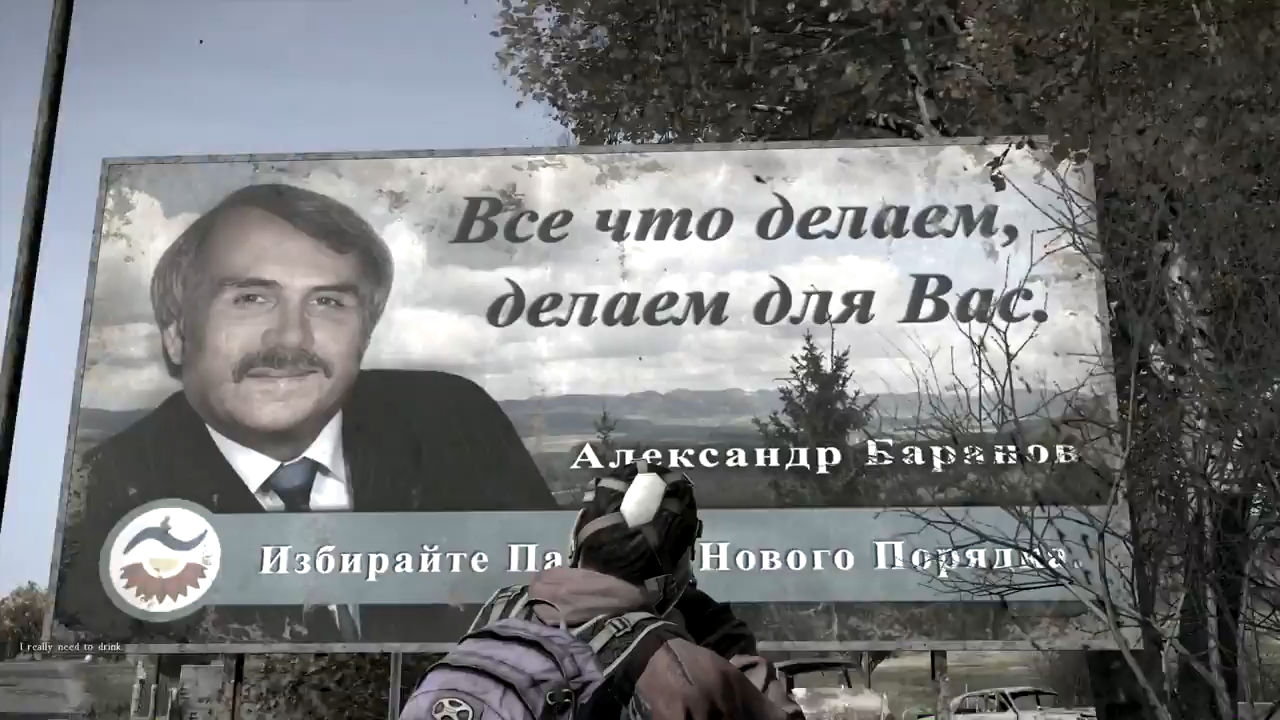 Все что делаем,
делаем для Вас.
Александр Баранов
Избирайте Па Нового Порядка.
I really need to drink